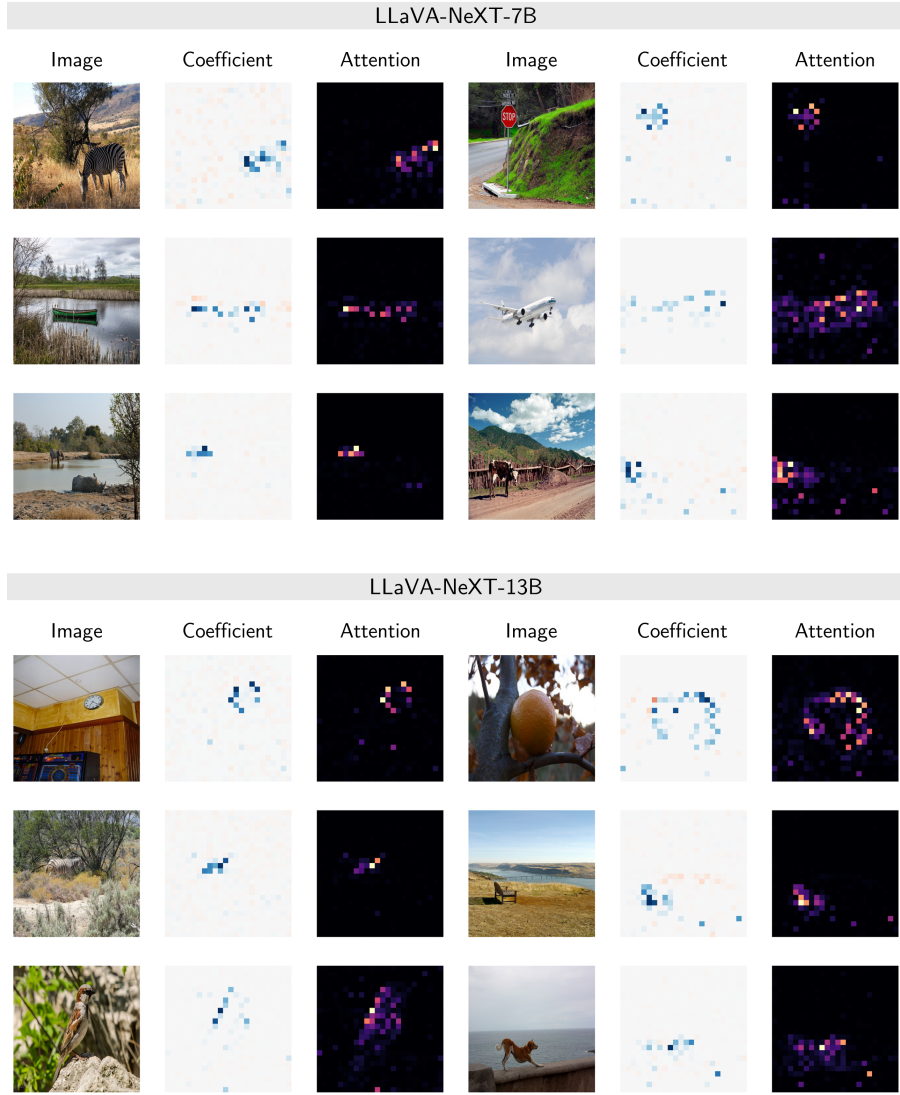 LLaVA-NeXT-7B
Image Coefficient Attention Image Coefficient Attention
STOP
LLaVA-NeXT-13B
Image Coefficient Attention Image Coefficient Attention